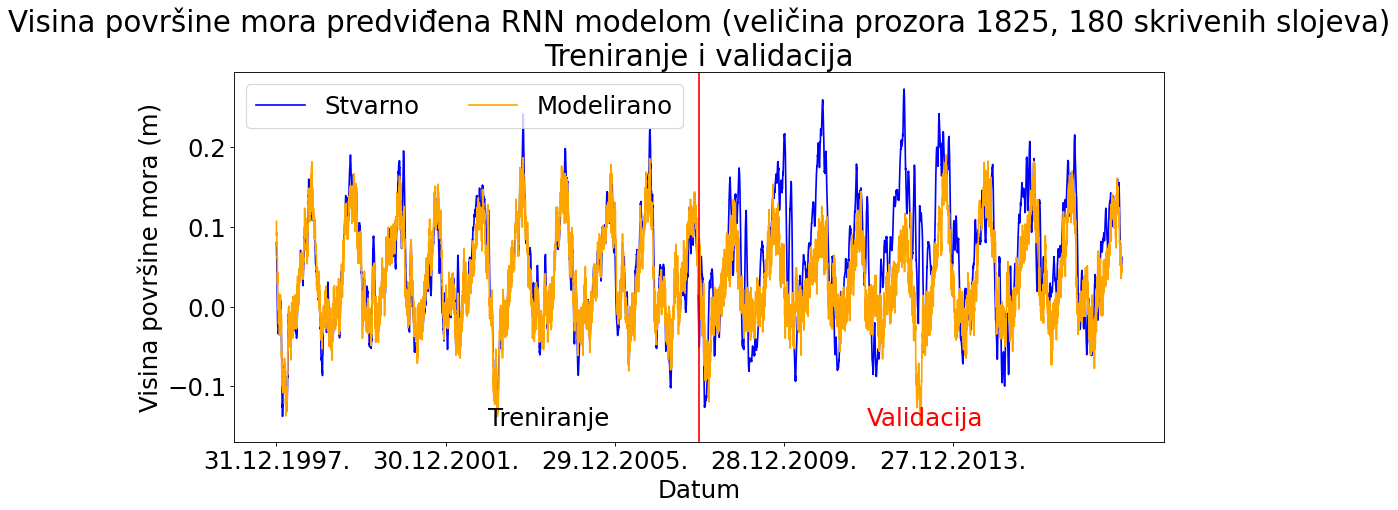 Visina površine mora predviđena RNN modelom (veličina prozora 1825, 180 skrivenih slojeva)
Treniranje i validacija
Stvarno
Modelirano
Visina površine mora (m)
0.2
0.1
0.0
−0.1
Treniranje
Validacija
31.12.1997.
30.12.2001.
29.12.2005.
28.12.2009.
27.12.2013.
Datum